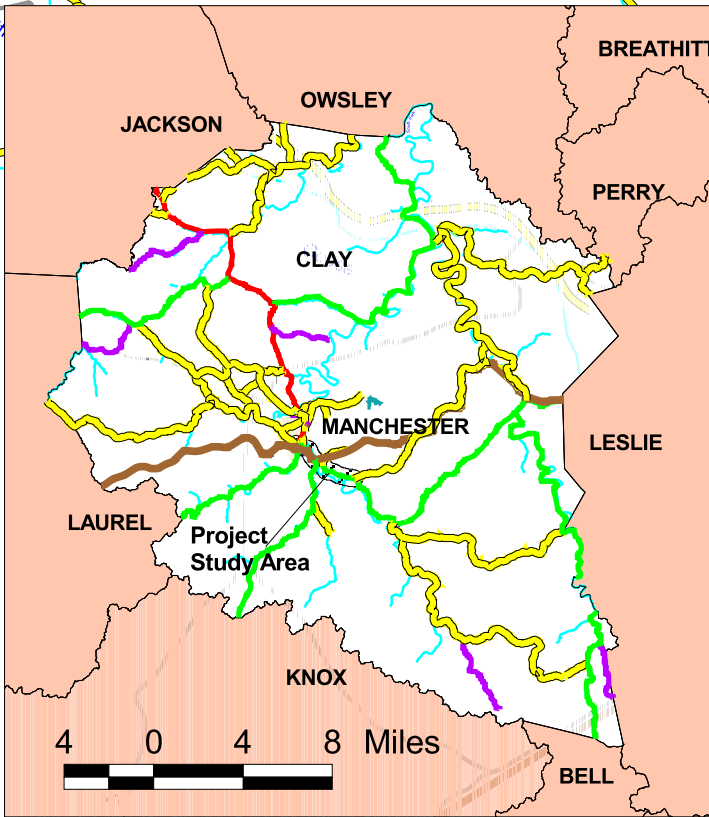 BREATHITT
OWSLEY
JACKSON
PERRY
CLAY
MANCHESTER
LESLIE
LAUREL
Project
Study Area
KNOX
4 0 4 8 Miles
BELL